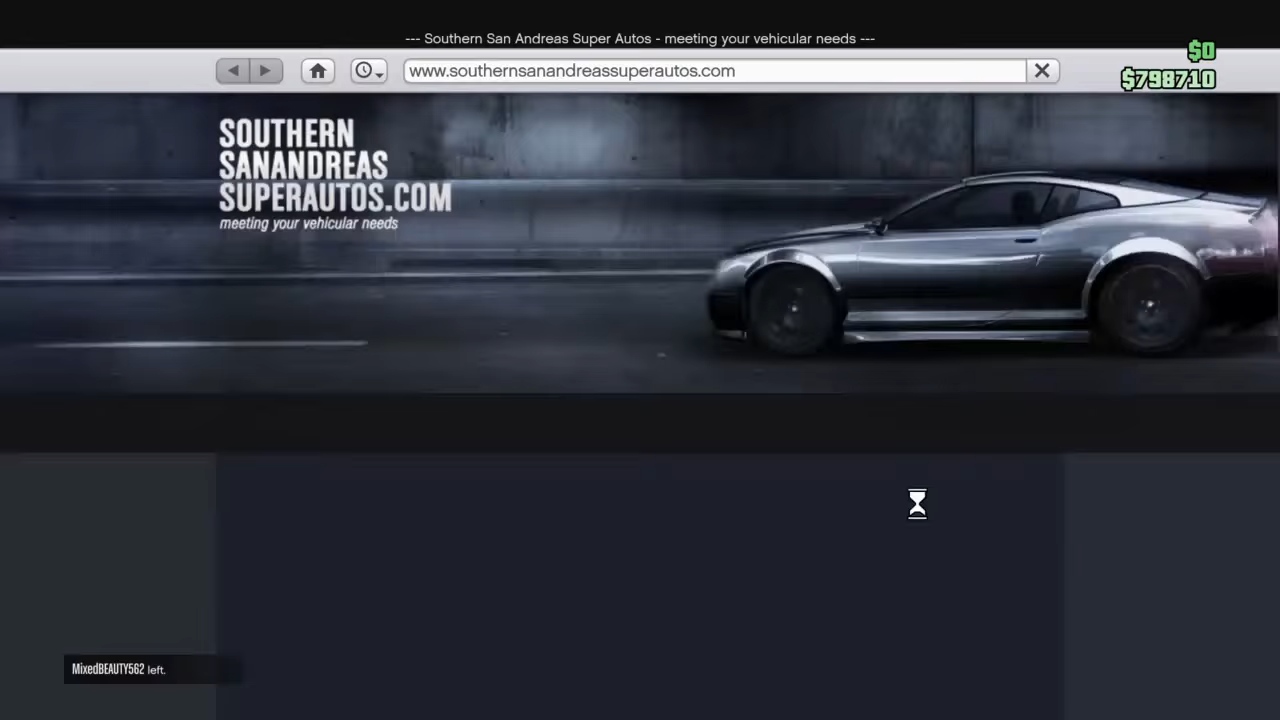 --- Southern San Andreas Super Autos - meeting your vehicular needs ---
$0
www.southernsanandreassuperautos.com
$798710
SOUTHERN
SANANDREAS
SUPERAUTOS.COM
meeting your vehicular needs
MixedBEAUTY562 left.